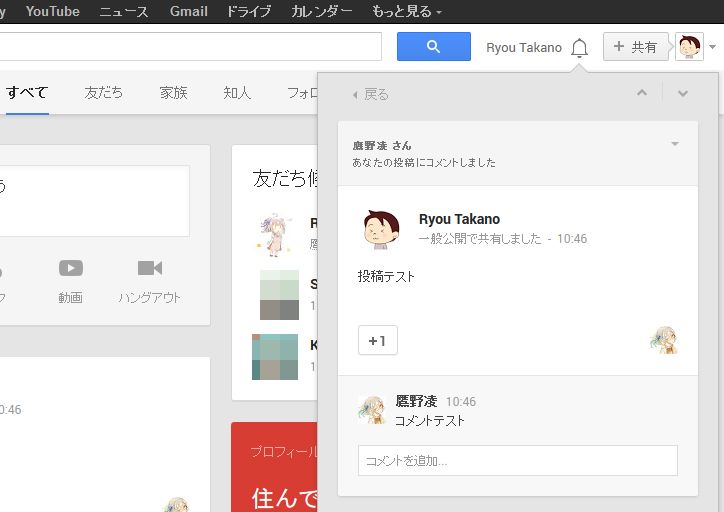 YouTube ニュース Gmail ドライブ カレンダー もっと見る
Ryou Takano
+ 共有
すべて 友だち 家族 知人 フォロ
戻る
鷹野凌 さん
あなたの投稿にコメントしました
Ryou Takano
一般公開で共有しました - 10:46
投稿テスト
+1
鷹野凌 10:46
コメントテスト
コメントを追加...
う
動画 ハングアウト
友だち候
10:46
プロフィール
住んで